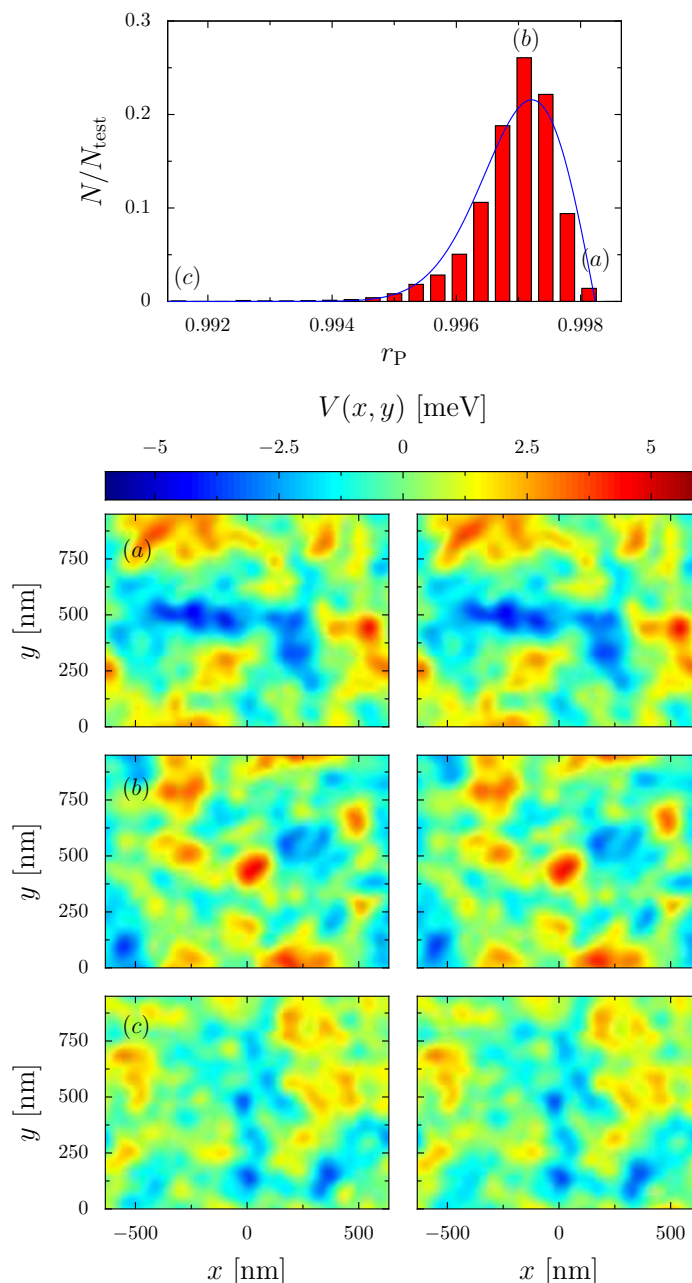 0.3
(b)
0.2
N/N_test
0.1
(a)
(c)
0
0.992 0.994 0.996 0.998
r_P
V(x, y) [meV]
−5 −2.5 0 2.5 5
(a)
750
y [nm]
500
250
0
(b)
750
y [nm]
500
250
0
(c)
750
y [nm]
500
250
0
−500 0 500 −500 0 500
x [nm] x [nm]